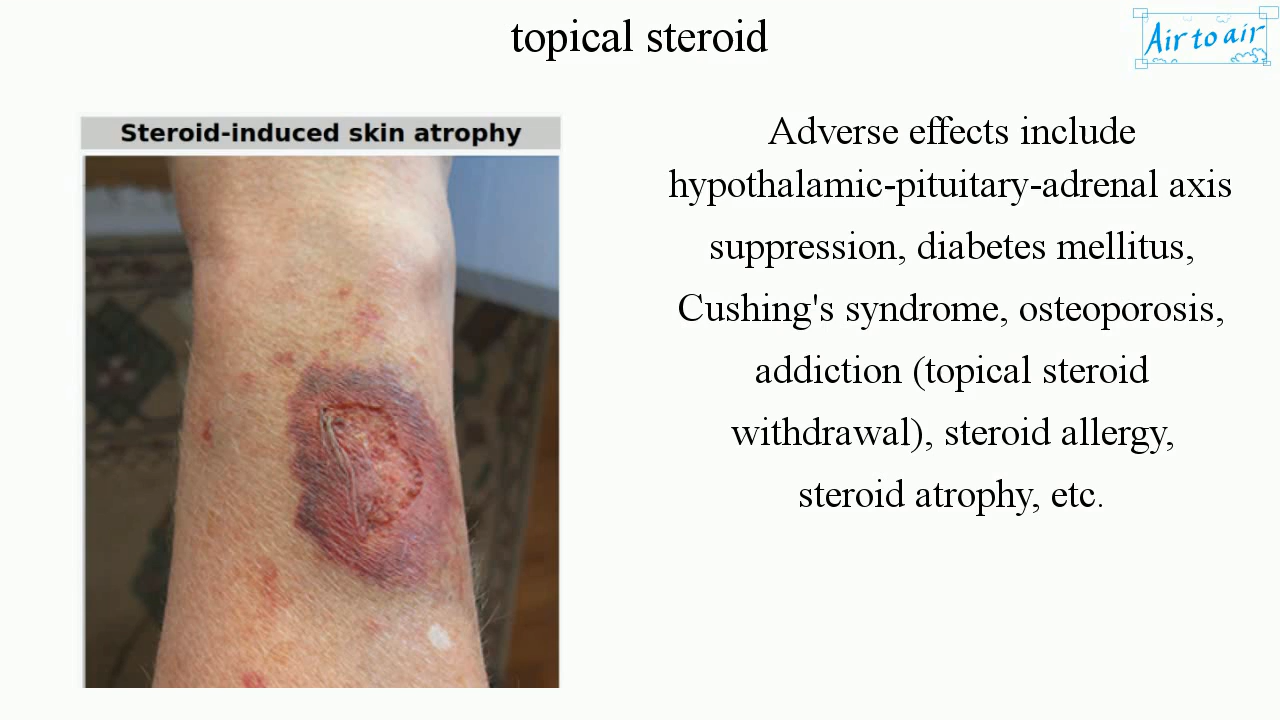 topical steroid
Air to air
Steroid-induced skin atrophy
Adverse effects include
hypothalamic-pituitary-adrenal axis
suppression, diabetes mellitus,
Cushing's syndrome, osteoporosis,
addiction (topical steroid
withdrawal), steroid allergy,
steroid atrophy, etc.